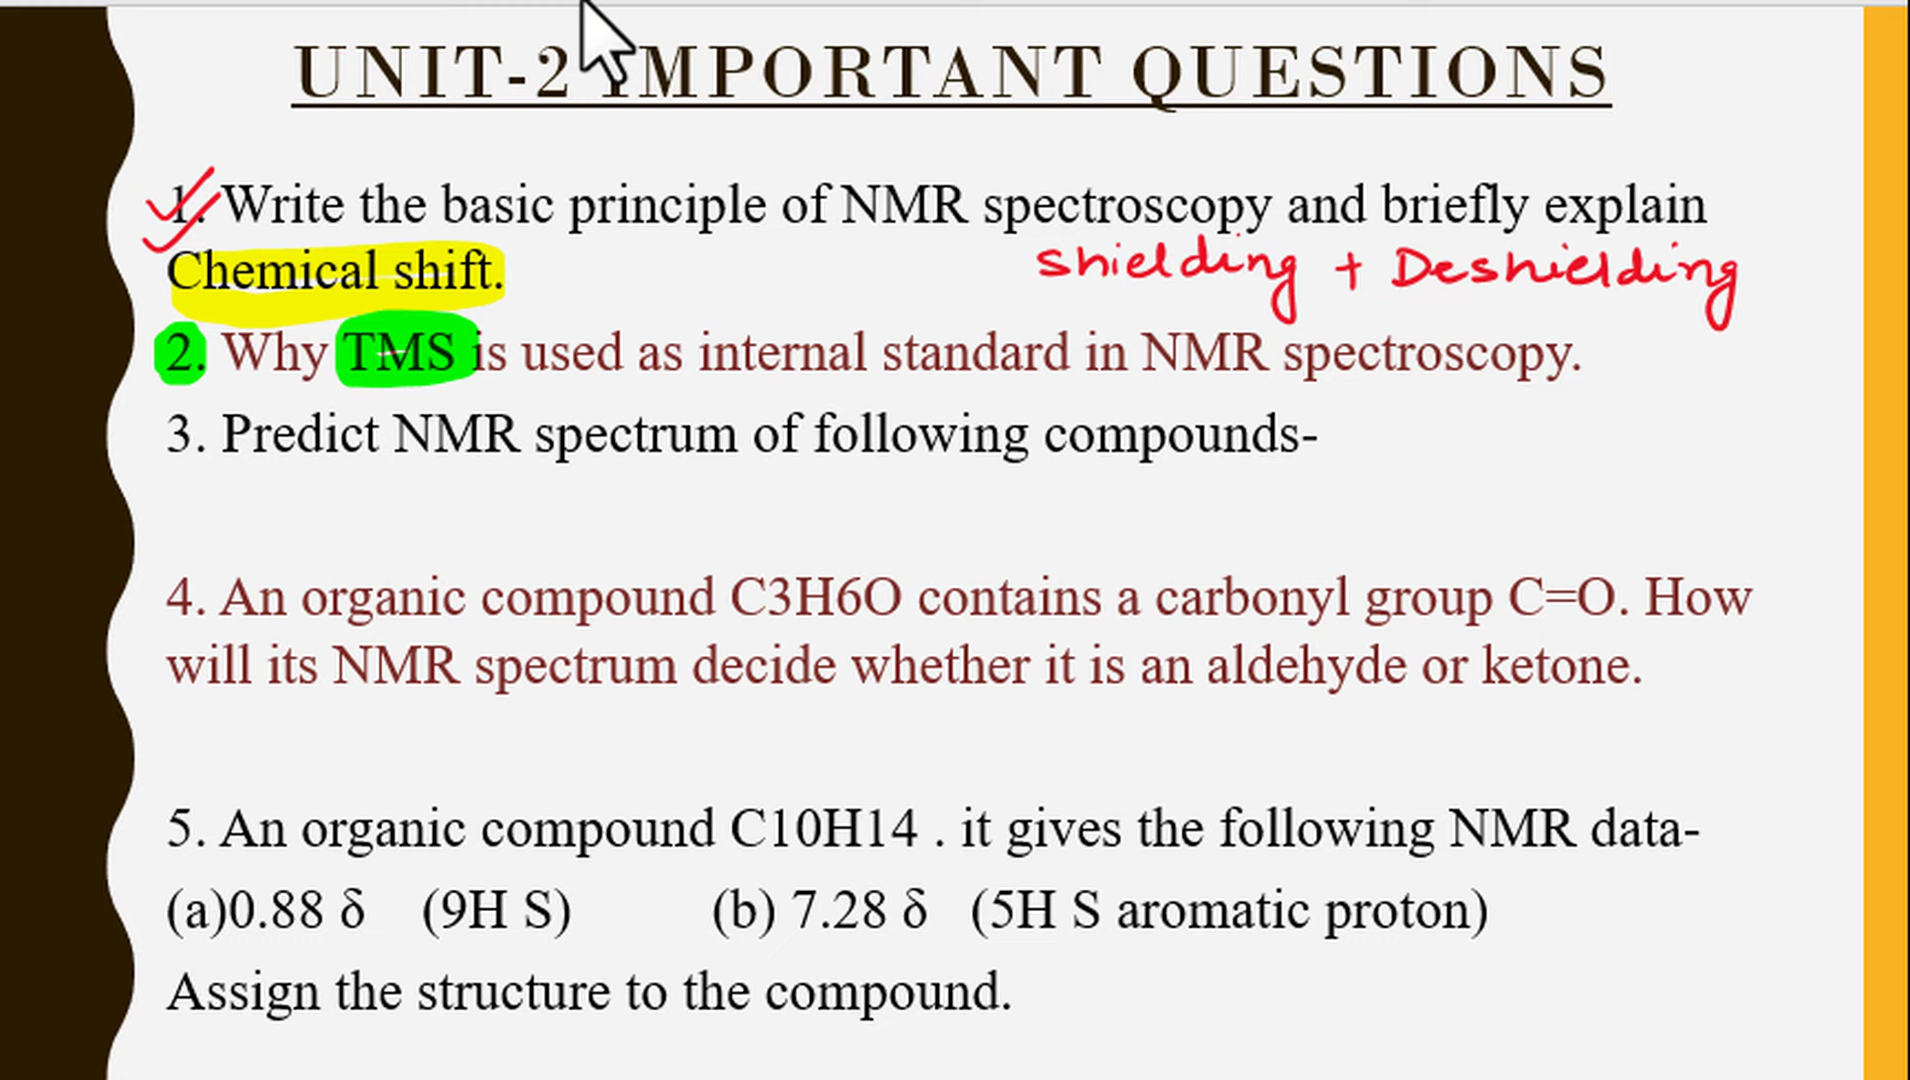 UNIT-2 IMPORTANT QUESTIONS
1. Write the basic principle of NMR spectroscopy and briefly explain
Chemical shift.
Shielding + Deshielding
2. Why TMS is used as internal standard in NMR spectroscopy.
3. Predict NMR spectrum of following compounds-
4. An organic compound C3H6O contains a carbonyl group C=O. How
will its NMR spectrum decide whether it is an aldehyde or ketone.
5. An organic compound C10H14 . it gives the following NMR data-
(a)0.88 δ (9H S) (b) 7.28 δ (5H S aromatic proton)
Assign the structure to the compound.